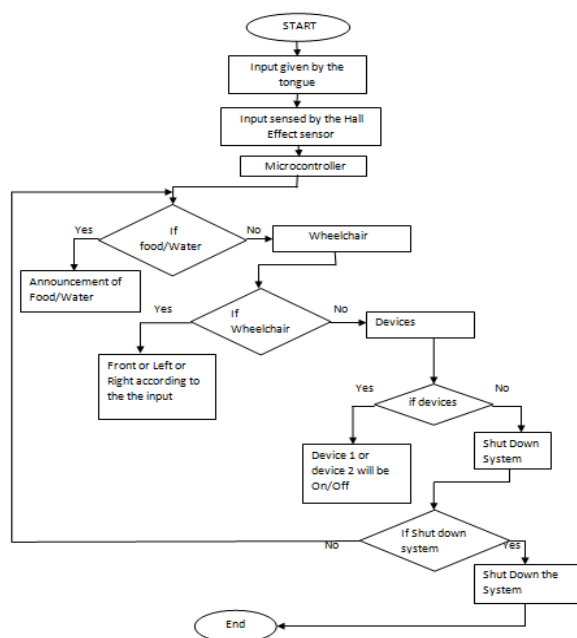 START
Input given by the
tongue
Input sensed by the Hall
Effect sensor
Microcontroller
Yes
If
food/Water
No
Wheelchair
Announcement of
Food/Water
Yes
If
Wheelchair
No
Devices
Front or Left or
Right according to
the the input
Yes
if devices
No
Device 1 or
device 2 will be
On/Off
Shut Down
System
No
If Shut down
system
Yes
Shut Down the
System
End